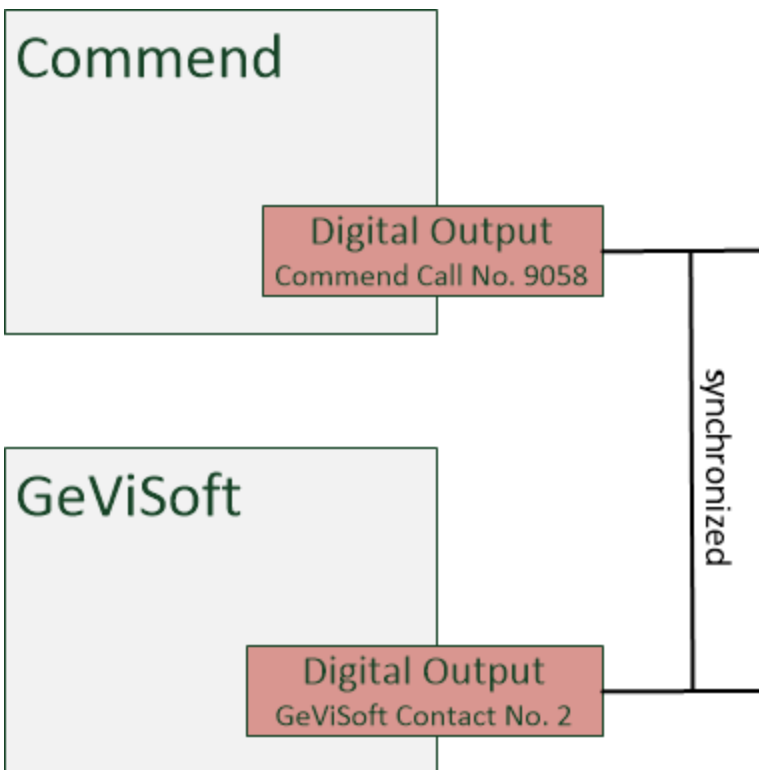 Commend
Digital Output
Commend Call No. 9058
synchronized
GeViSoft
Digital Output
GeViSoft Contact No. 2